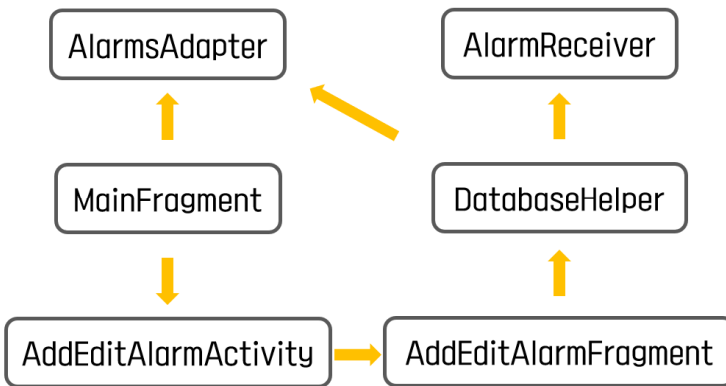 AlarmsAdapter
AlarmReceiver
MainFragment
DatabaseHelper
AddEditAlarmActivity
AddEditAlarmFragment